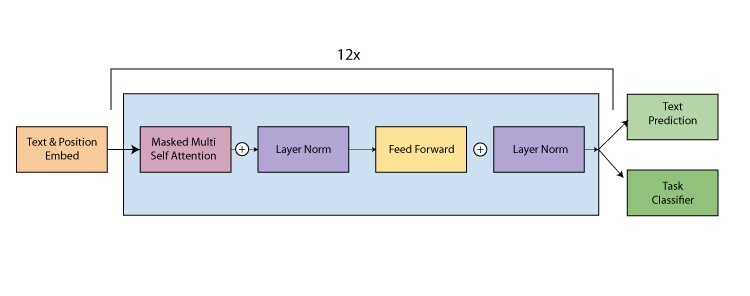 12x
Text & Position
Embed
Masked Multi
Self Attention
+
Layer Norm
Feed Forward
+
Layer Norm
Text
Prediction
Task
Classifier